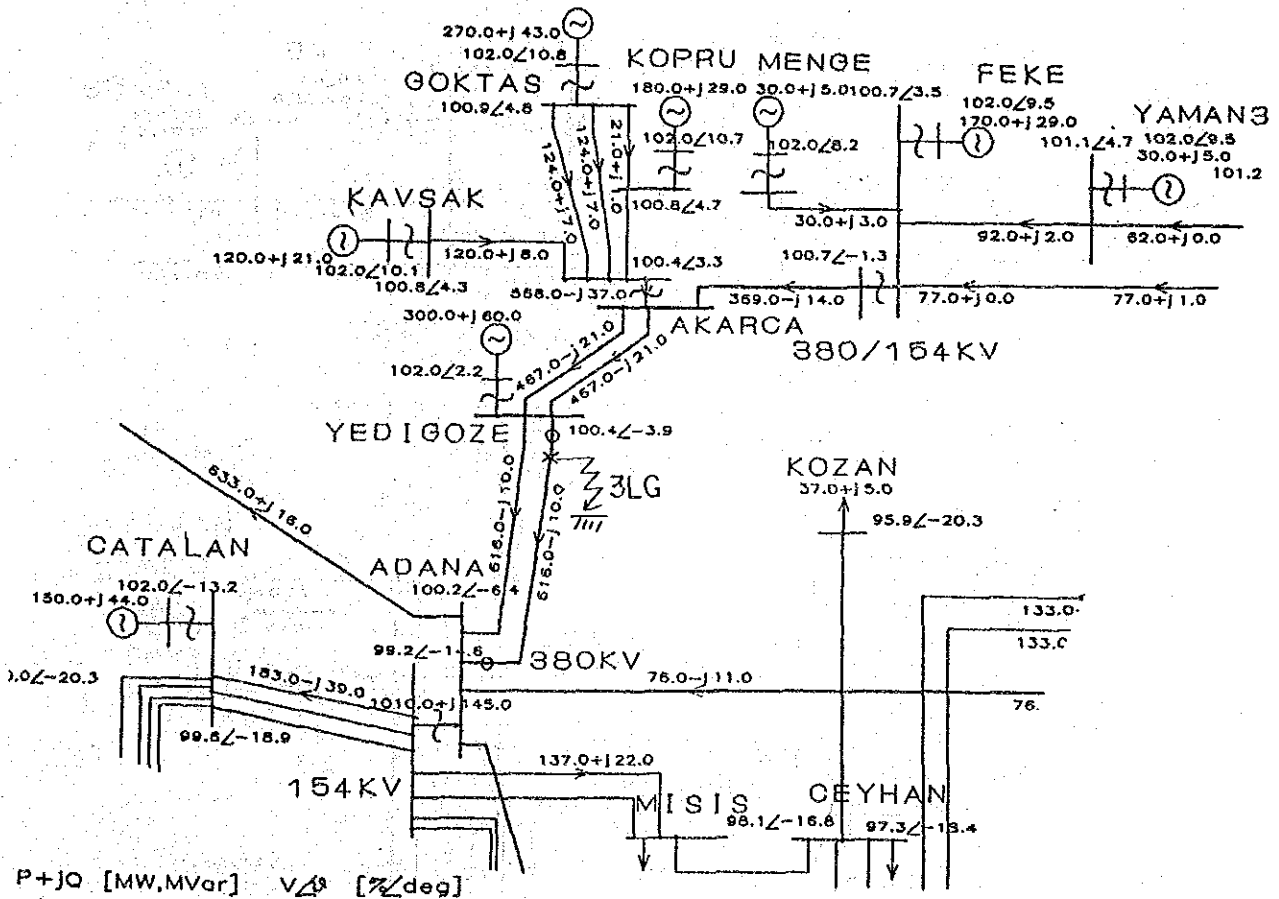 270.0+j43.0
102.0∠10.8
GOKTAS
100.9∠4.8
KOPRU
180.0+j29.0
102.0∠10.7
100.8∠4.7
MENGE
30.0+j5.0
102.0∠8.2
100.7∠3.5
FEKE
102.0∠9.5
170.0+j29.0
YAMAN3
102.0∠9.5
30.0+j5.0
101.2
101.1∠4.7
124.0+j7.0
124.0+j7.0
21.0+j1.0
KAVSAK
120.0+j21.0
102.0∠10.1
100.8∠4.3
120.0+j8.0
30.0+j3.0
92.0+j2.0
62.0+j0.0
100.4∠3.3
100.7∠-1.3
568.0-j37.0
369.0-j14.0
77.0+j0.0
77.0+j1.0
AKARCA
380/154KV
300.0+j60.0
102.0∠2.2
467.0-j21.0
467.0-j21.0
YEDIGOZE
100.4∠-3.9
3LG
616.0-j10.0
616.0-j10.0
633.0+j16.0
KOZAN
37.0+j5.0
95.9∠-20.3
CATALAN
102.0∠-13.2
150.0+j44.0
ADANA
100.2∠-6.4
380KV
133.0
133.0
.0∠-20.3
183.0-j39.0
1010.0+j145.0
76.0-j11.0
76.
99.6∠-16.9
154KV
137.0+j22.0
MISIS
98.1∠-16.8
CEYHAN
97.3∠-18.4
P+jQ [MW,MVar] V∠θ [%∠deg]